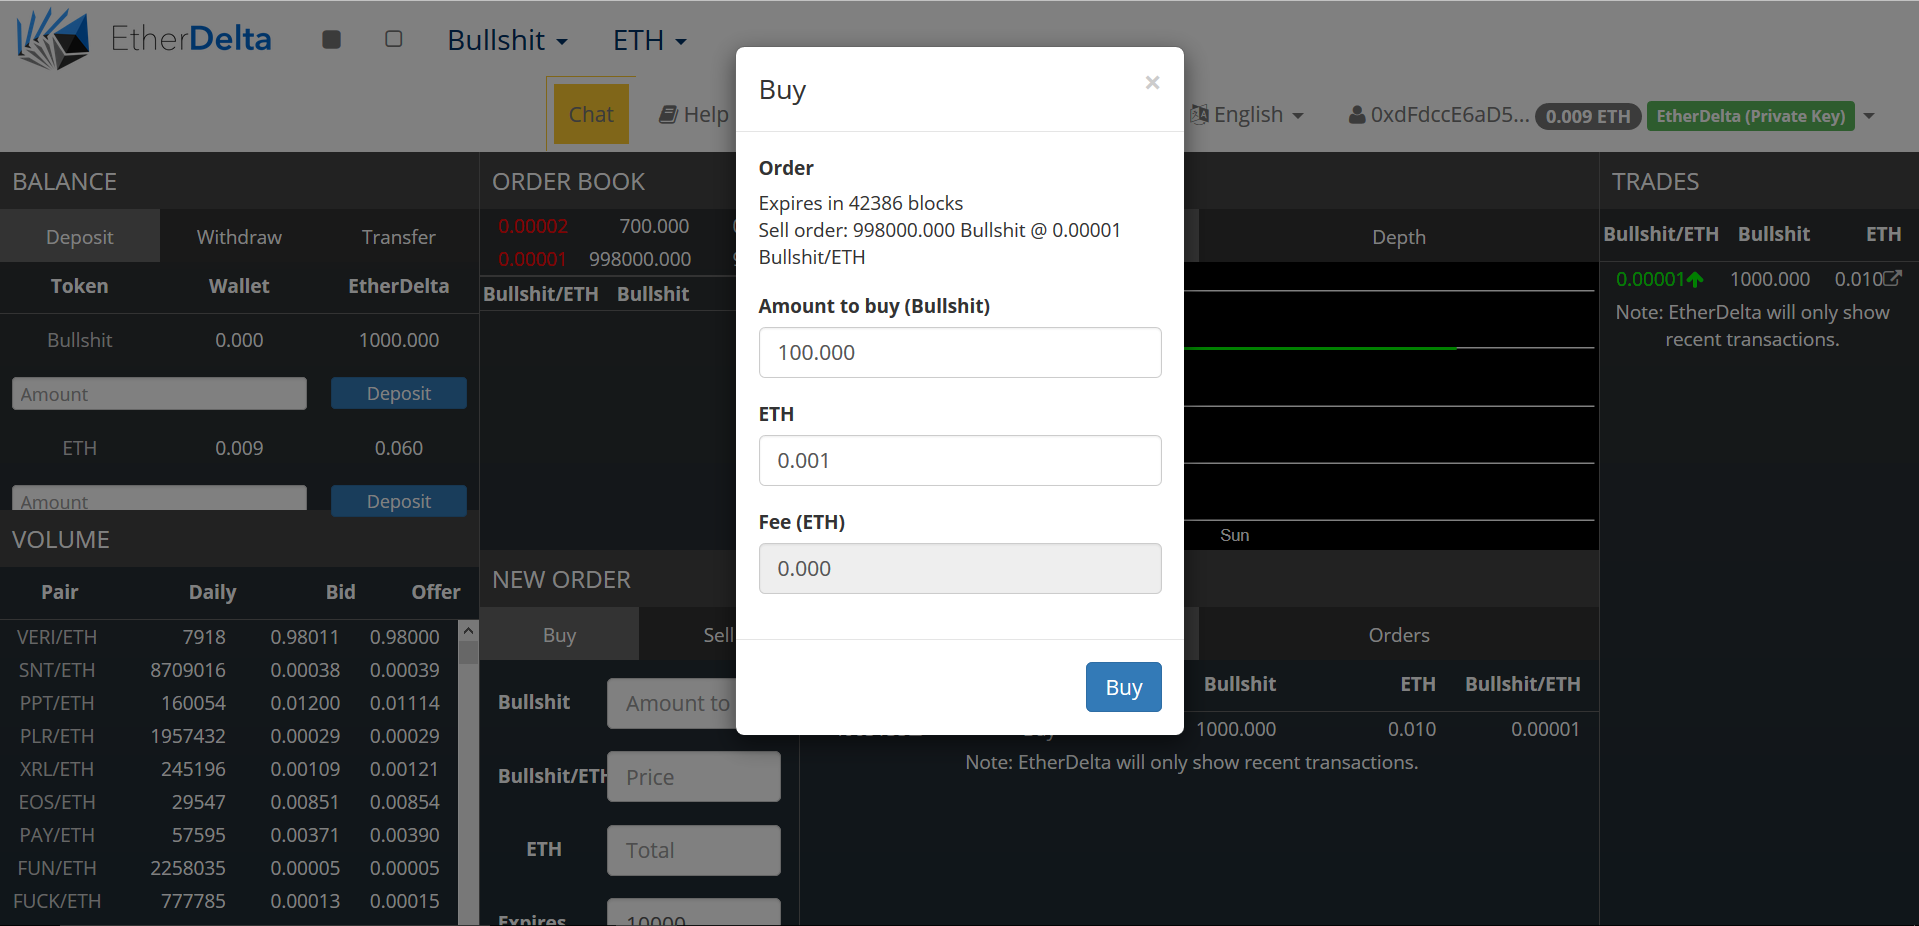 EtherDelta
Bullshit
ETH
Chat
Help
English
0xdFdccE6aD5...
0.009 ETH
EtherDelta (Private Key)
BALANCE
Deposit Withdraw Transfer
Token Wallet EtherDelta
Bullshit 0.000 1000.000
Amount Deposit
ETH 0.009 0.060
Amount Deposit
VOLUME
Pair Daily Bid Offer
VERI/ETH 7918 0.98011 0.98000
SNT/ETH 8709016 0.00038 0.00039
PPT/ETH 160054 0.01200 0.01114
PLR/ETH 1957432 0.00029 0.00029
XRL/ETH 245196 0.00109 0.00121
EOS/ETH 29547 0.00851 0.00854
PAY/ETH 57595 0.00371 0.00390
FUN/ETH 2258035 0.00005 0.00005
FUCK/ETH 777785 0.00013 0.00015
ORDER BOOK
0.00002 700.000
0.00001 998000.000
Bullshit/ETH Bullshit
NEW ORDER
Buy Sell
Bullshit Amount to
Bullshit/ETH Price
ETH Total
Expires 10000
Buy
×
Order
Expires in 42386 blocks
Sell order: 998000.000 Bullshit @ 0.00001
Bullshit/ETH
Amount to buy (Bullshit)
100.000
ETH
0.001
Fee (ETH)
0.000
Buy
Depth
Sun
Orders
Bullshit ETH Bullshit/ETH
1000.000 0.010 0.00001
Note: EtherDelta will only show recent transactions.
TRADES
Bullshit/ETH Bullshit ETH
0.00001 1000.000 0.010
Note: EtherDelta will only show
recent transactions.